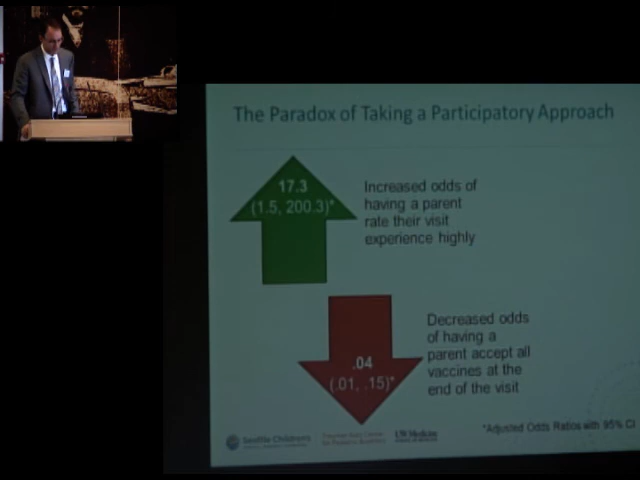 The Paradox of Taking a Participatory Approach
17.3
(1.5, 200.3)*
Increased odds of
having a parent
rate their visit
experience highly
.04
(.01, .15)*
Decreased odds
of having a
parent accept all
vaccines at the
end of the visit
*Adjusted Odds Ratios with 95% CI
Seattle Children's
UW Medicine